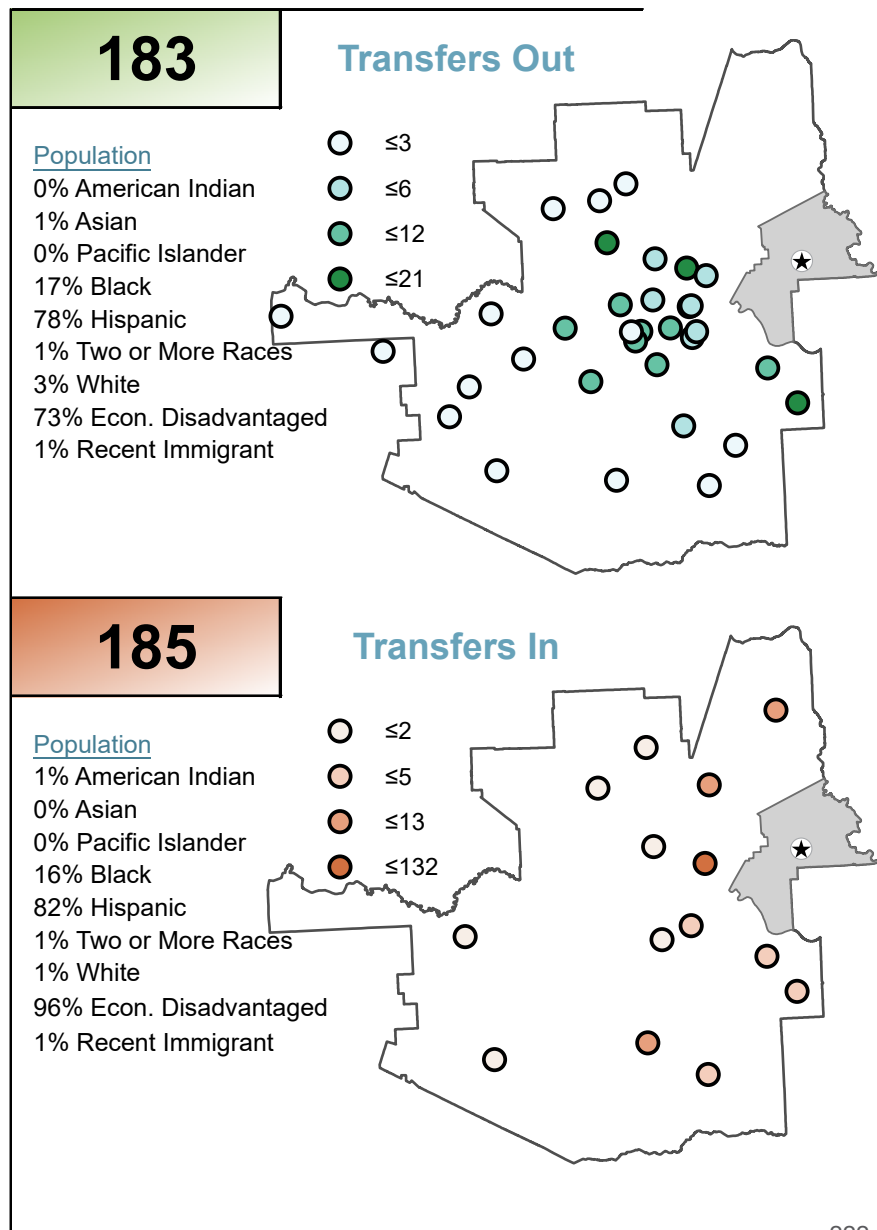 183
Transfers Out
Population
0% American Indian
1% Asian
0% Pacific Islander
17% Black
78% Hispanic
1% Two or More Races
3% White
73% Econ. Disadvantaged
1% Recent Immigrant
≤3
≤6
≤12
≤21
185
Transfers In
Population
1% American Indian
0% Asian
0% Pacific Islander
16% Black
82% Hispanic
1% Two or More Races
1% White
96% Econ. Disadvantaged
1% Recent Immigrant
≤2
≤5
≤13
≤132